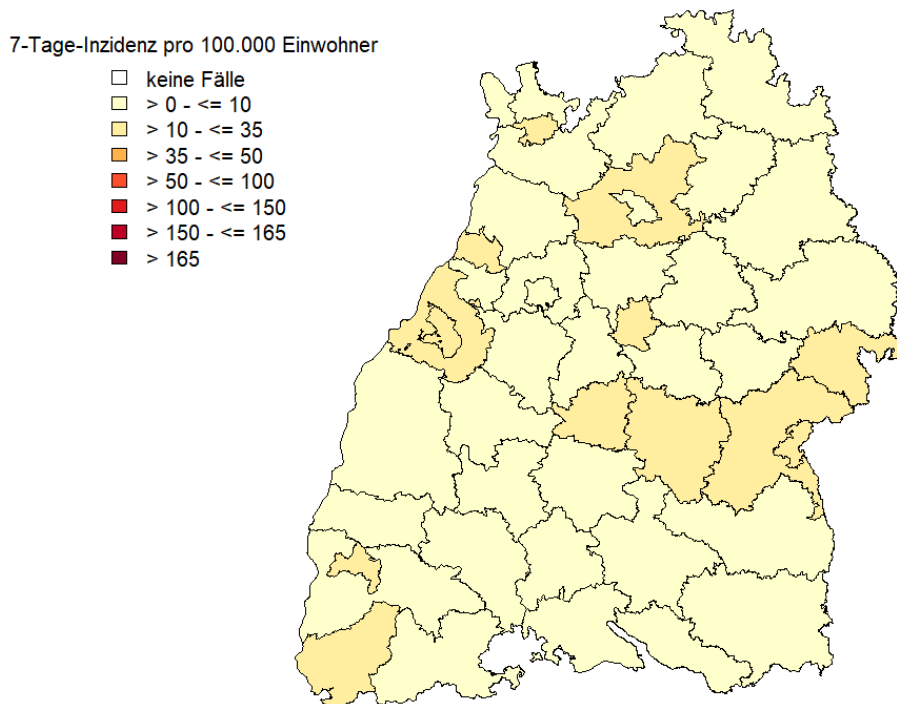 7-Tage-Inzidenz pro 100.000 Einwohner
keine Fälle
> 0 - <= 10
> 10 - <= 35
> 35 - <= 50
> 50 - <= 100
> 100 - <= 150
> 150 - <= 165
> 165